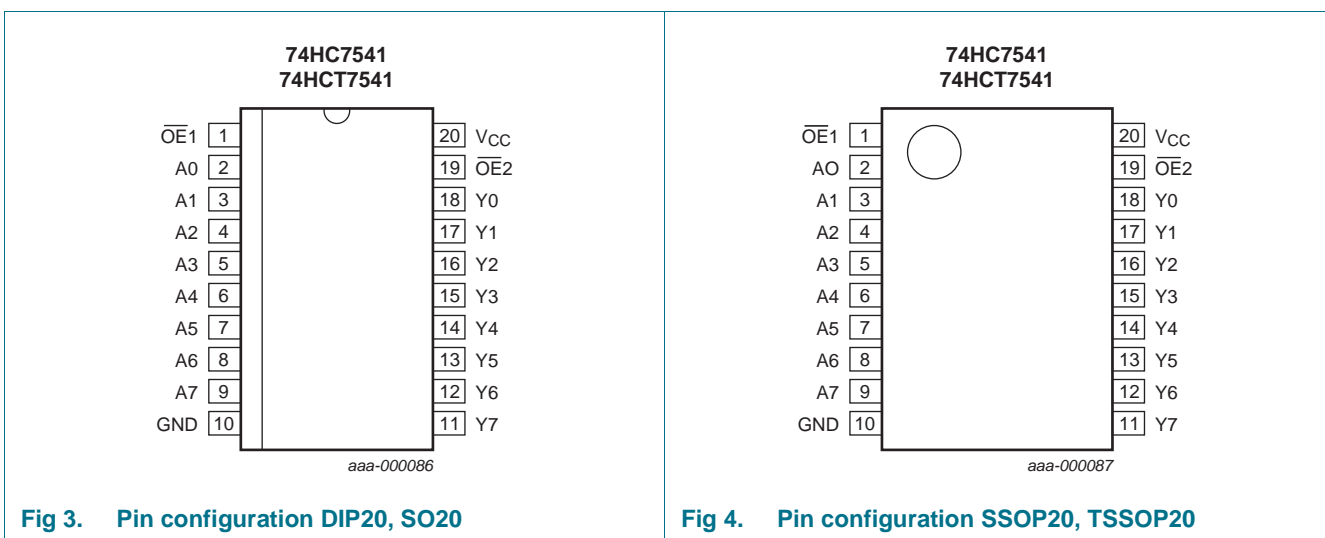 74HC7541
74HCT7541
O̅E̅1 1
A0 2
A1 3
A2 4
A3 5
A4 6
A5 7
A6 8
A7 9
GND 10
20 VCC
19 O̅E̅2
18 Y0
17 Y1
16 Y2
15 Y3
14 Y4
13 Y5
12 Y6
11 Y7
aaa-000086
Fig 3. Pin configuration DIP20, SO20
74HC7541
74HCT7541
O̅E̅1 1
AO 2
A1 3
A2 4
A3 5
A4 6
A5 7
A6 8
A7 9
GND 10
20 VCC
19 O̅E̅2
18 Y0
17 Y1
16 Y2
15 Y3
14 Y4
13 Y5
12 Y6
11 Y7
aaa-000087
Fig 4. Pin configuration SSOP20, TSSOP20